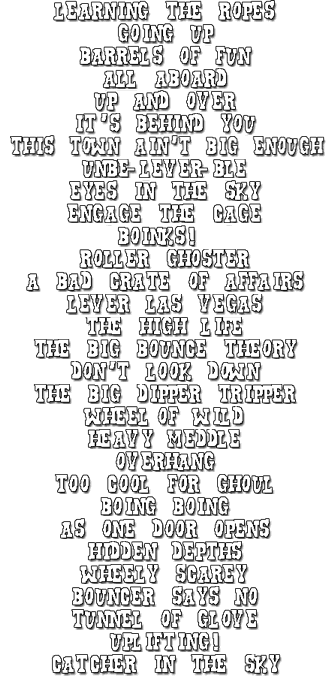 LEARNING THE ROPES
GOING UP
BARRELS OF FUN
ALL ABOARD
UP AND OVER
IT'S BEHIND YOU
THIS TOWN AIN'T BIG ENOUGH
UNBE-LEVER-BLE
EYES IN THE SKY
ENGAGE THE CAGE
BOINKS!
ROLLER GHOSTER
A BAD CRATE OF AFFAIRS
LEVER LAS VEGAS
THE HIGH LIFE
THE BIG BOUNCE THEORY
DON'T LOOK DOWN
THE BIG DIPPER TRIPPER
WHEEL OF WILD
HEAVY MEDDLE
OVERHANG
TOO COOL FOR GHOUL
BOING BOING
AS ONE DOOR OPENS
HIDDEN DEPTHS
WHEELY SCAREY
BOUNCER SAYS NO
TUNNEL OF GLOVE
UPLIFTING!
CATCHER IN THE SKY